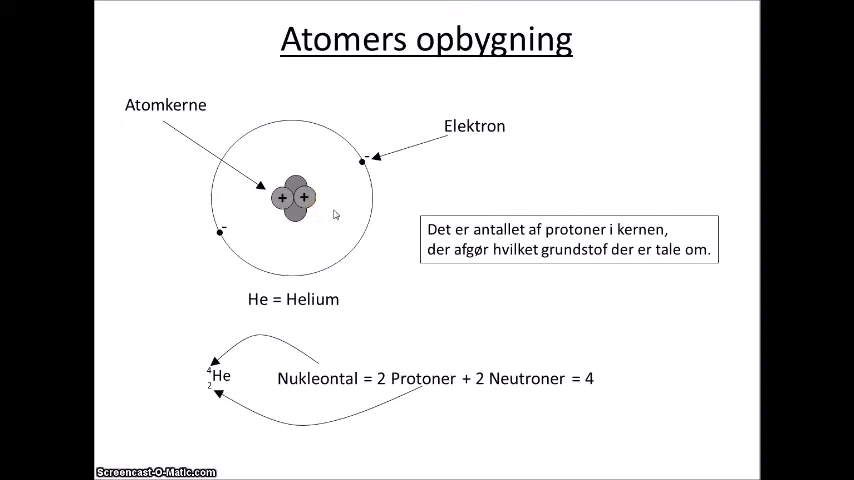 Atomers opbygning
Atomkerne
Elektron
-
+ +
-
Det er antallet af protoner i kernen,
der afgør hvilket grundstof der er tale om.
He = Helium
4
2He
Nukleontal = 2 Protoner + 2 Neutroner = 4
Screencast-O-Matic.com